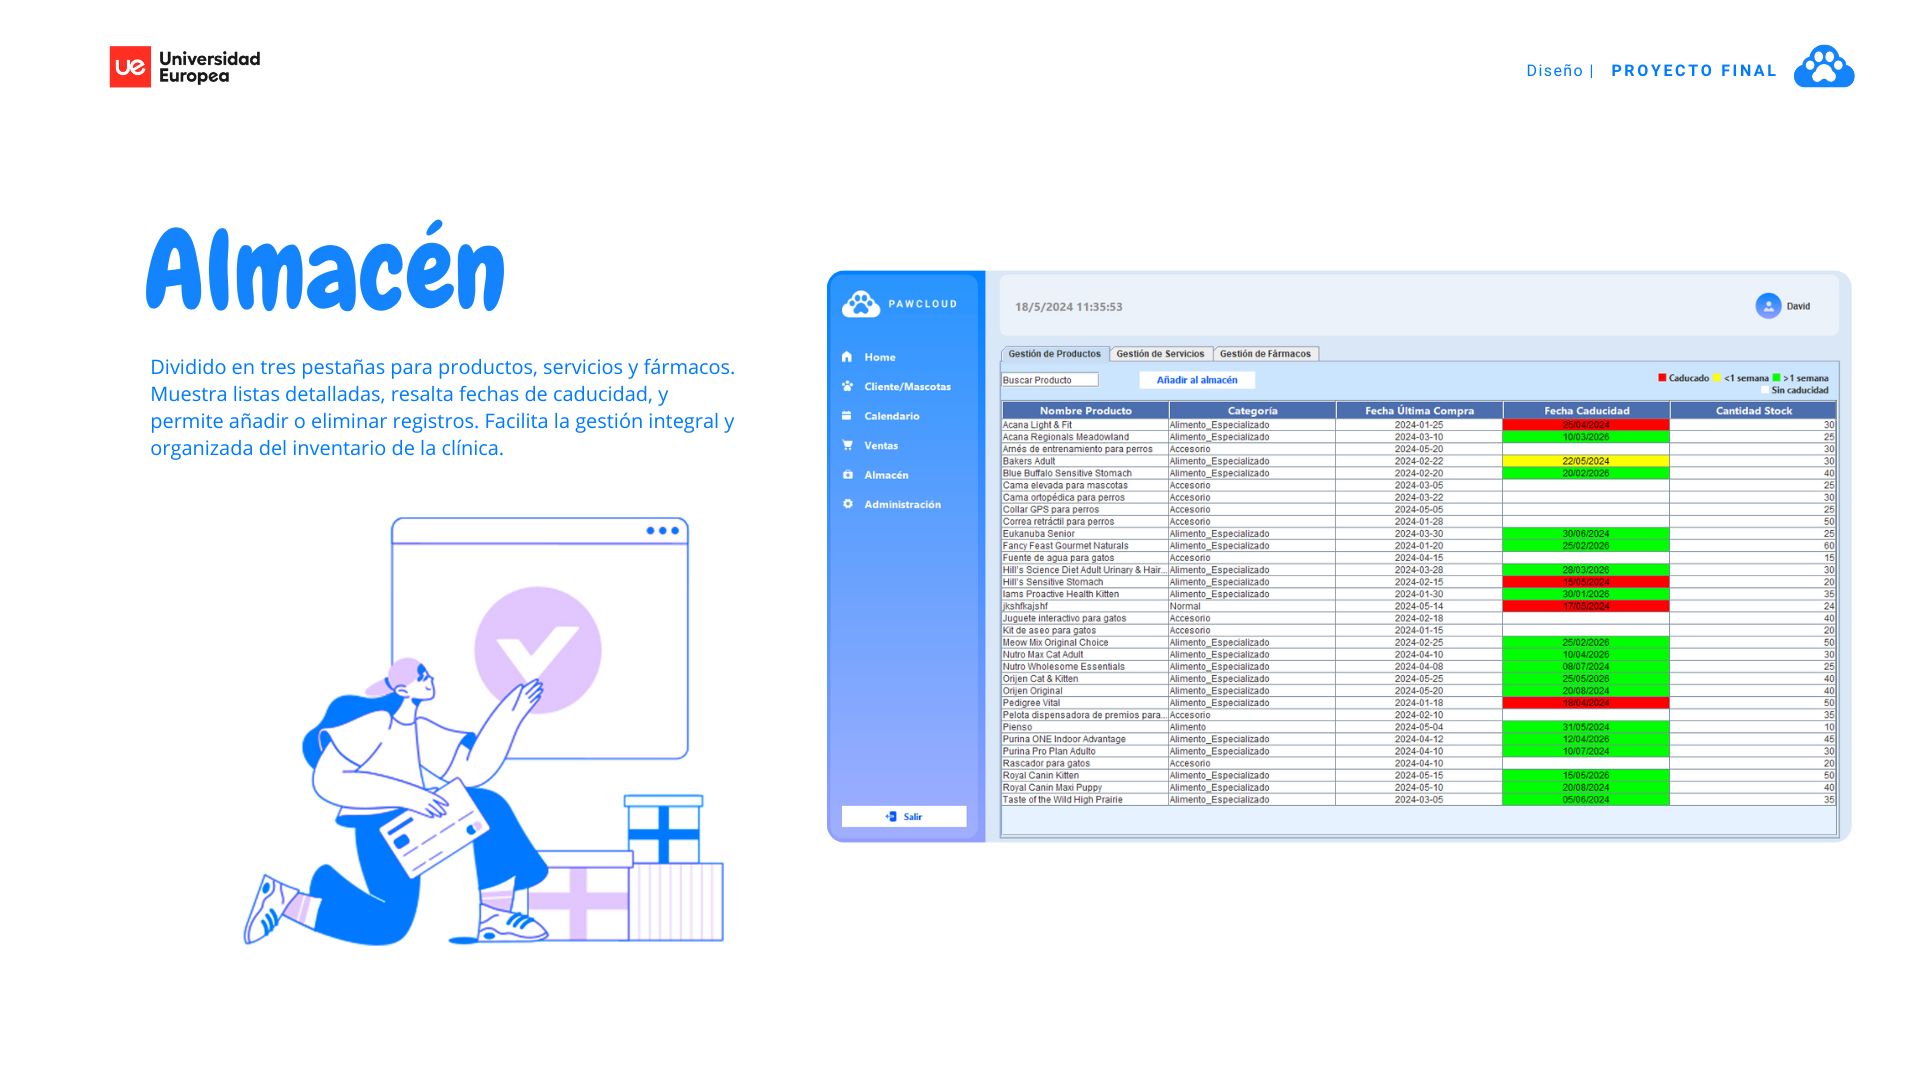 Universidad
Europea
Diseño | PROYECTO FINAL
Almacén
Dividido en tres pestañas para productos, servicios y fármacos.
Muestra listas detalladas, resalta fechas de caducidad, y
permite añadir o eliminar registros. Facilita la gestión integral y
organizada del inventario de la clínica.
PAWCLOUD
Home
Cliente/Mascotas
Calendario
Ventas
Almacén
Administración
Salir
18/5/2024 11:35:53
David
Gestión de Productos Gestión de Servicios Gestión de Fármacos
Buscar Producto Añadir al almacén
Caducado <1 semana >1 semana
Sin caducidad
Nombre Producto Categoría Fecha Última Compra Fecha Caducidad Cantidad Stock
Acana Light & Fit Alimento_Especializado 2024-01-25 25/04/2024 30
Acana Regionals Meadowland Alimento_Especializado 2024-03-10 10/03/2026 25
Arnés de entrenamiento para perros Accesorio 2024-05-20 30
Bakers Adult Alimento_Especializado 2024-02-22 22/05/2024 30
Blue Buffalo Sensitive Stomach Alimento_Especializado 2024-02-20 20/02/2026 40
Cama elevada para mascotas Accesorio 2024-03-05 25
Cama ortopédica para perros Accesorio 2024-03-22 30
Collar GPS para perros Accesorio 2024-05-05 25
Correa retráctil para perros Accesorio 2024-01-28 50
Eukanuba Senior Alimento_Especializado 2024-03-30 30/06/2024 25
Fancy Feast Gourmet Naturals Alimento_Especializado 2024-01-20 25/02/2026 60
Fuente de agua para gatos Accesorio 2024-04-15 15
Hill's Science Diet Adult Urinary & Hair... Alimento_Especializado 2024-03-28 28/03/2026 30
Hill's Sensitive Stomach Alimento_Especializado 2024-02-15 15/05/2024 20
Iams Proactive Health Kitten Alimento_Especializado 2024-01-30 30/01/2026 35
jkshfkajshf Normal 2024-05-14 17/05/2024 24
Juguete interactivo para gatos Accesorio 2024-02-18 40
Kit de aseo para gatos Accesorio 2024-01-15 20
Meow Mix Original Choice Alimento_Especializado 2024-02-25 25/02/2026 50
Nutro Max Cat Adult Alimento_Especializado 2024-04-10 10/04/2026 30
Nutro Wholesome Essentials Alimento_Especializado 2024-04-08 08/07/2024 25
Orijen Cat & Kitten Alimento_Especializado 2024-05-25 25/05/2026 40
Orijen Original Alimento_Especializado 2024-05-20 20/08/2024 40
Pedigree Vital Alimento_Especializado 2024-01-18 18/04/2024 50
Pelota dispensadora de premios para... Accesorio 2024-02-10 35
Pienso Alimento 2024-05-04 31/05/2024 10
Purina ONE Indoor Advantage Alimento_Especializado 2024-04-12 12/04/2026 45
Purina Pro Plan Adulto Alimento_Especializado 2024-04-10 10/07/2024 30
Rascador para gatos Accesorio 2024-04-10 20
Royal Canin Kitten Alimento_Especializado 2024-05-15 15/05/2026 50
Royal Canin Maxi Puppy Alimento_Especializado 2024-05-10 20/08/2024 40
Taste of the Wild High Prairie Alimento_Especializado 2024-03-05 05/06/2024 35